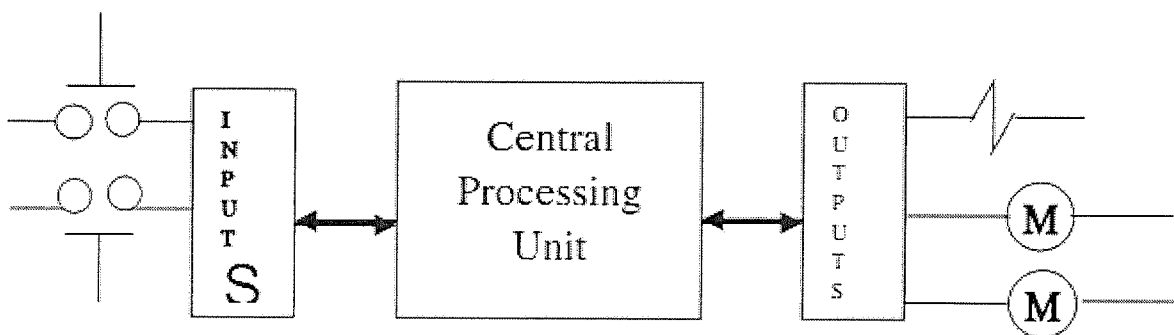 INPUTS
Central
Processing
Unit
OUTPUTS
M
M